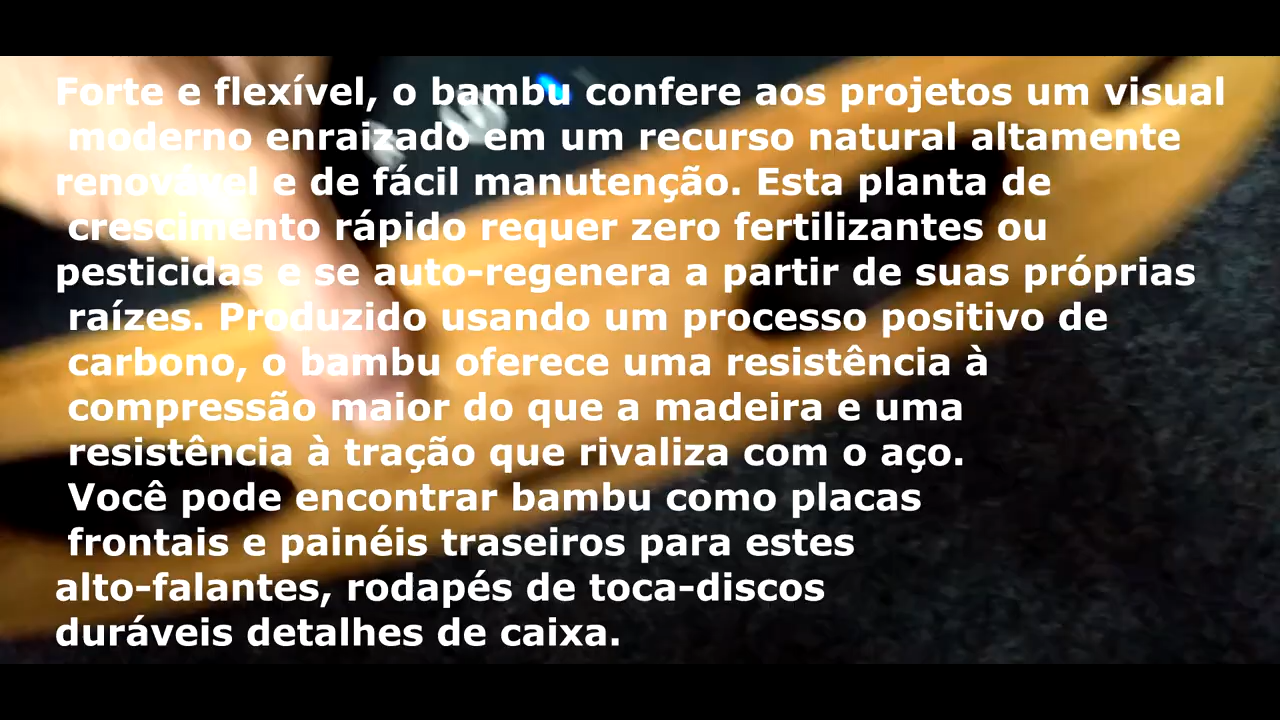 Forte e flexível, o bambu confere aos projetos um visual
moderno enraizado em um recurso natural altamente
renovável e de fácil manutenção. Esta planta de
crescimento rápido requer zero fertilizantes ou
pesticidas e se auto-regenera a partir de suas próprias
raízes. Produzido usando um processo positivo de
carbono, o bambu oferece uma resistência à
compressão maior do que a madeira e uma
resistência à tração que rivaliza com o aço.
Você pode encontrar bambu como placas
frontais e painéis traseiros para estes
alto-falantes, rodapés de toca-discos
duráveis detalhes de caixa.